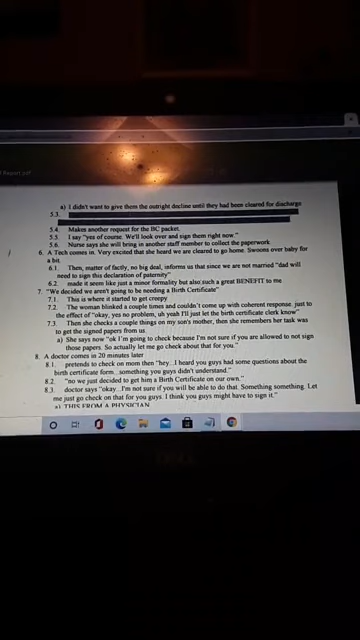 Report.pdf
a) I didn't want to give them the outright decline until they had been cleared for discharge
5.3.
5.4. Makes another request for the BC packet.
5.5. I say "yes of course. We'll look over and sign them right now."
5.6. Nurse says she will bring in another staff member to collect the paperwork
6. A Tech comes in. Very excited that she heard we are cleared to go home. Swoons over baby for
a bit.
6.1. Then, matter of factly, no big deal, informs us that since we are not married "dad will
need to sign this declaration of paternity"
6.2. made it seem like just a minor formality but also such a great BENEFIT to me
7. "We decided we aren't going to be needing a Birth Certificate"
7.1. This is where it started to get creepy
7.2. The woman blinked a couple times and couldn't come up with coherent response. just to
the effect of "okay, yes no problem, uh yeah I'll just let the birth certificate clerk know"
7.3. Then she checks a couple things on my son's mother, then she remembers her task was
to get the signed papers from us.
a) She says now "ok I'm going to check because I'm not sure if you are allowed to not sign
those papers. So actually let me go check about that for you."
8. A doctor comes in 20 minutes later
8.1. pretends to check on mom then "hey...I heard you guys had some questions about the
birth certificate form...something you guys didn't understand."
8.2. "no we just decided to get him a Birth Certificate on our own."
8.3. doctor says "okay...I'm not sure if you will be able to do that. Something something. Let
me just go check on that for you guys. I think you guys might have to sign it."
a) THIS FROM A PHYSICIAN